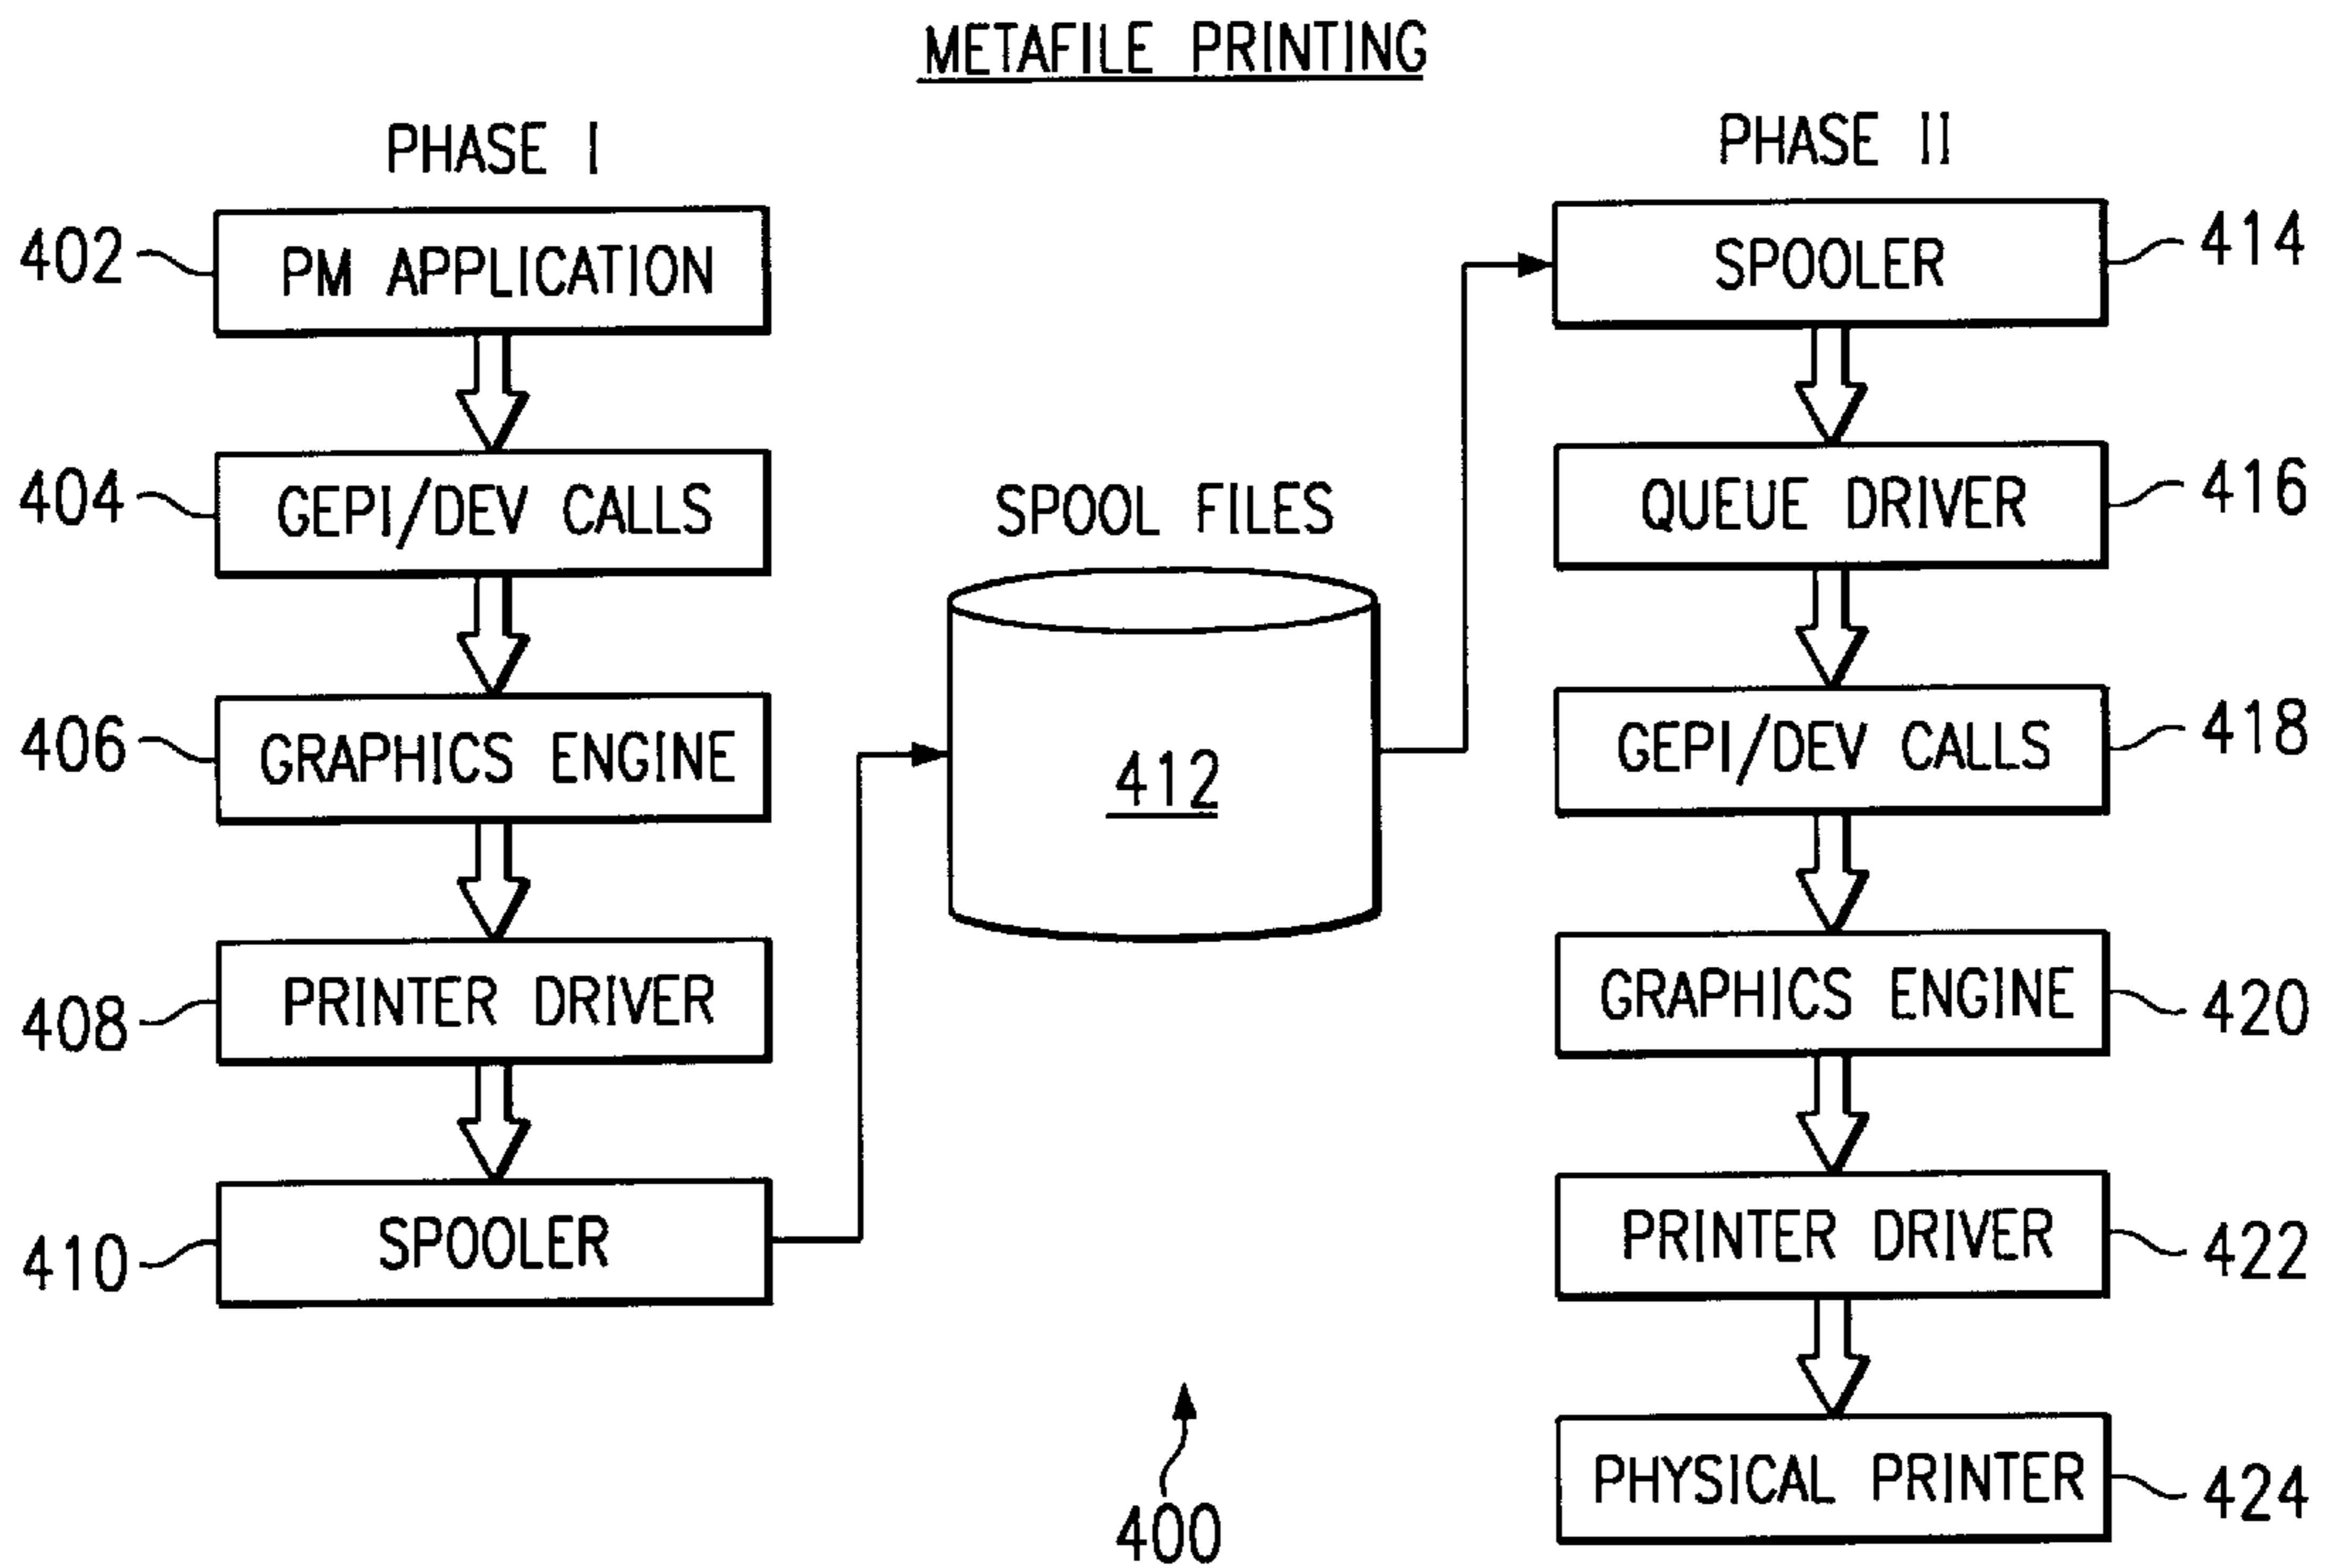 METAFILE PRINTING
PHASE I
402
PM APPLICATION
404
GEPI/DEV CALLS
406
GRAPHICS ENGINE
408
PRINTER DRIVER
410
SPOOLER
SPOOL FILES
412
400
PHASE II
SPOOLER
414
QUEUE DRIVER
416
GEPI/DEV CALLS
418
GRAPHICS ENGINE
420
PRINTER DRIVER
422
PHYSICAL PRINTER
424